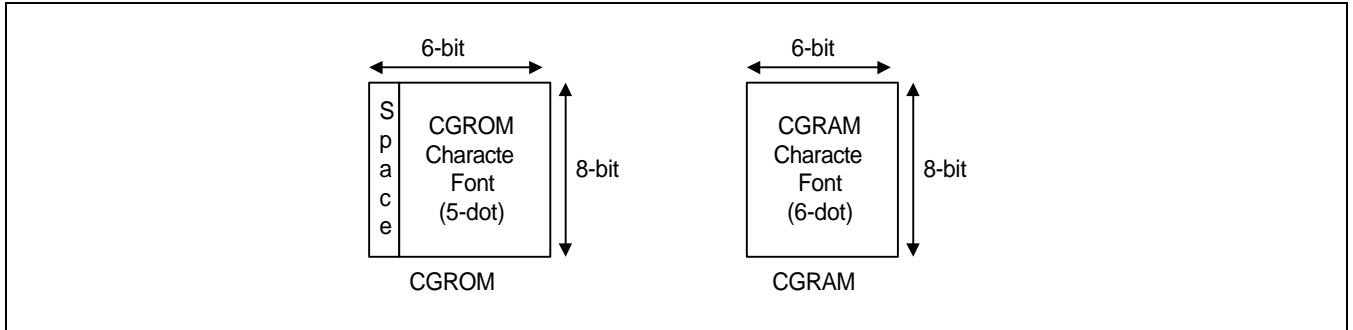 6-bit
Space
CGROM
Characte
Font
(5-dot)
8-bit
CGROM
6-bit
CGRAM
Characte
Font
(6-dot)
8-bit
CGRAM